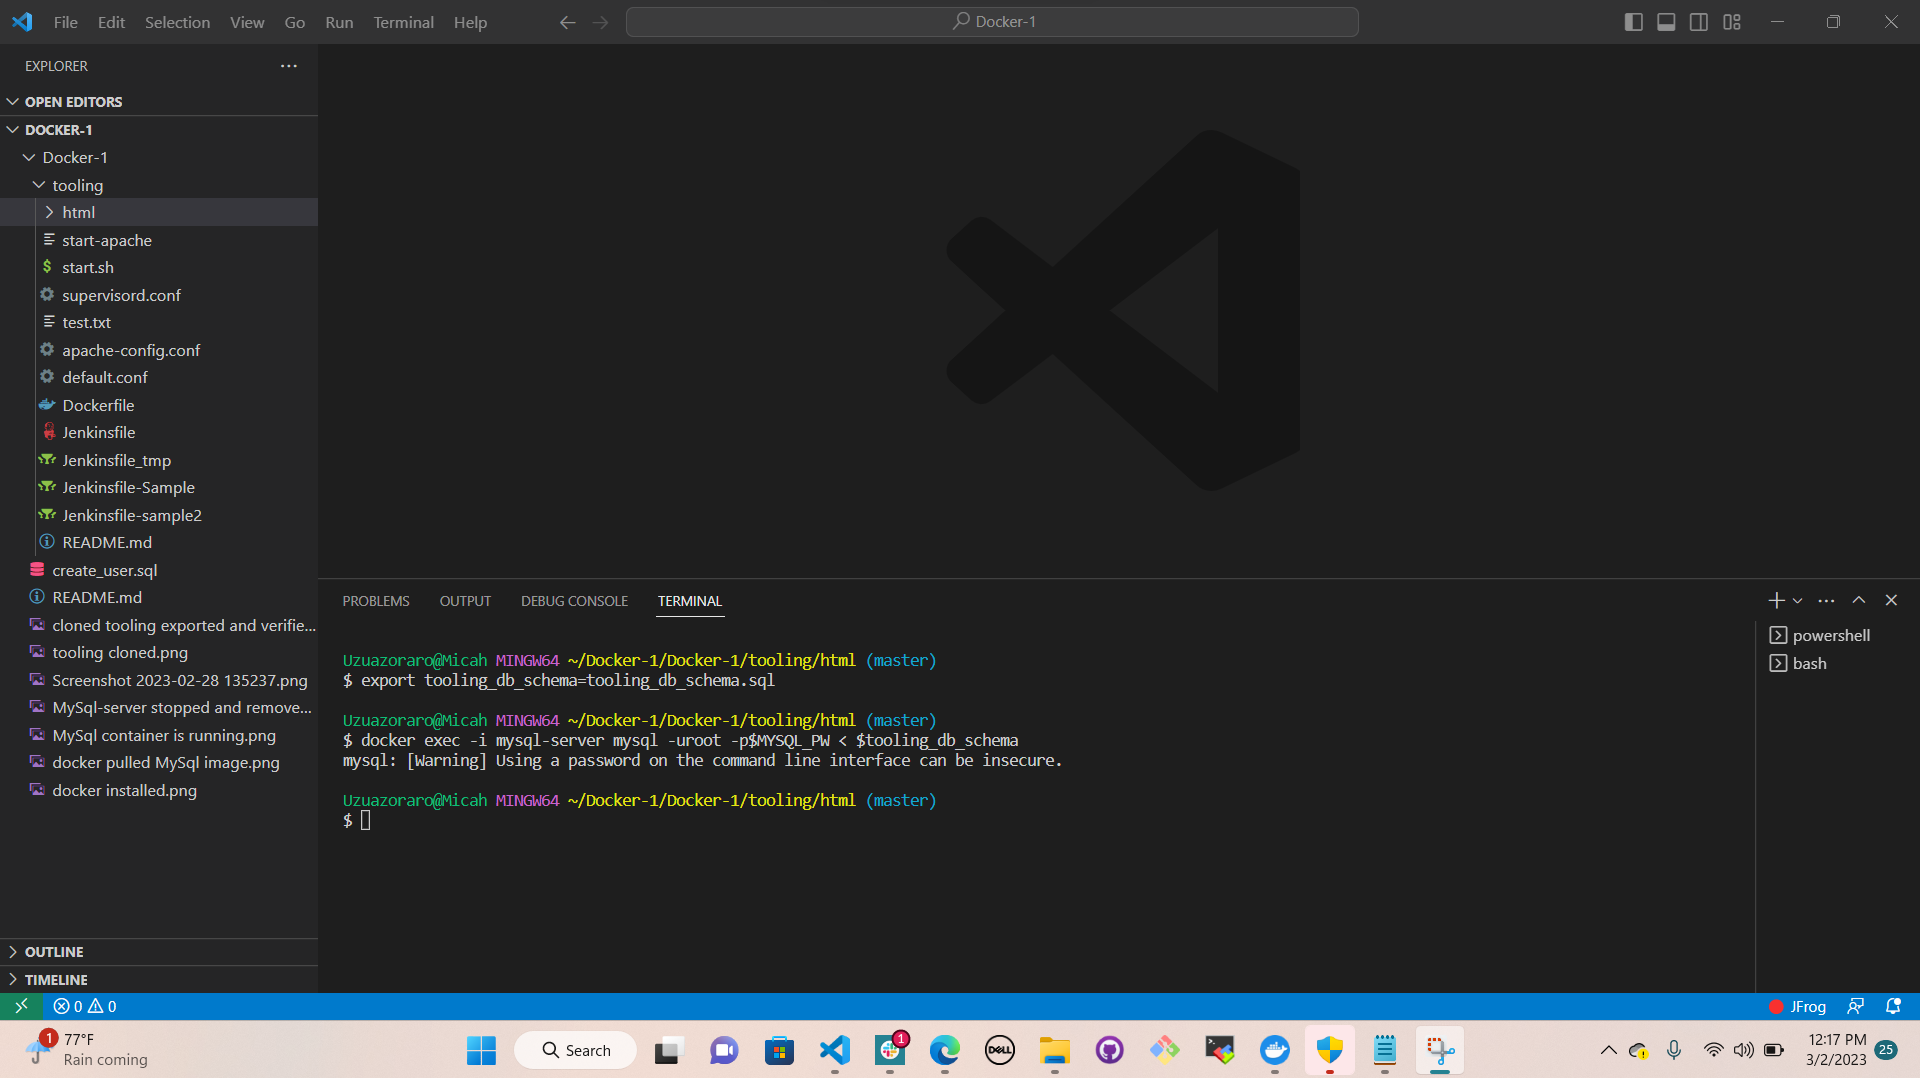 File Edit Selection View Go Run Terminal Help
Docker-1
EXPLORER
OPEN EDITORS
DOCKER-1
Docker-1
tooling
html
start-apache
$ start.sh
supervisord.conf
test.txt
apache-config.conf
default.conf
Dockerfile
Jenkinsfile
Jenkinsfile_tmp
Jenkinsfile-Sample
Jenkinsfile-sample2
README.md
create_user.sql
README.md
cloned tooling exported and verifie...
tooling cloned.png
Screenshot 2023-02-28 135237.png
MySql-server stopped and remove...
MySql container is running.png
docker pulled MySql image.png
docker installed.png
OUTLINE
TIMELINE
PROBLEMS OUTPUT DEBUG CONSOLE TERMINAL
Uzuazoraro@Micah MINGW64 ~/Docker-1/Docker-1/tooling/html (master)
$ export tooling_db_schema=tooling_db_schema.sql
Uzuazoraro@Micah MINGW64 ~/Docker-1/Docker-1/tooling/html (master)
$ docker exec -i mysql-server mysql -uroot -p$MYSQL_PW < $tooling_db_schema
mysql: [Warning] Using a password on the command line interface can be insecure.
Uzuazoraro@Micah MINGW64 ~/Docker-1/Docker-1/tooling/html (master)
$
powershell
bash
0 0
JFrog
1
77°F
Rain coming
Search
1
DELL
12:17 PM
3/2/2023
25